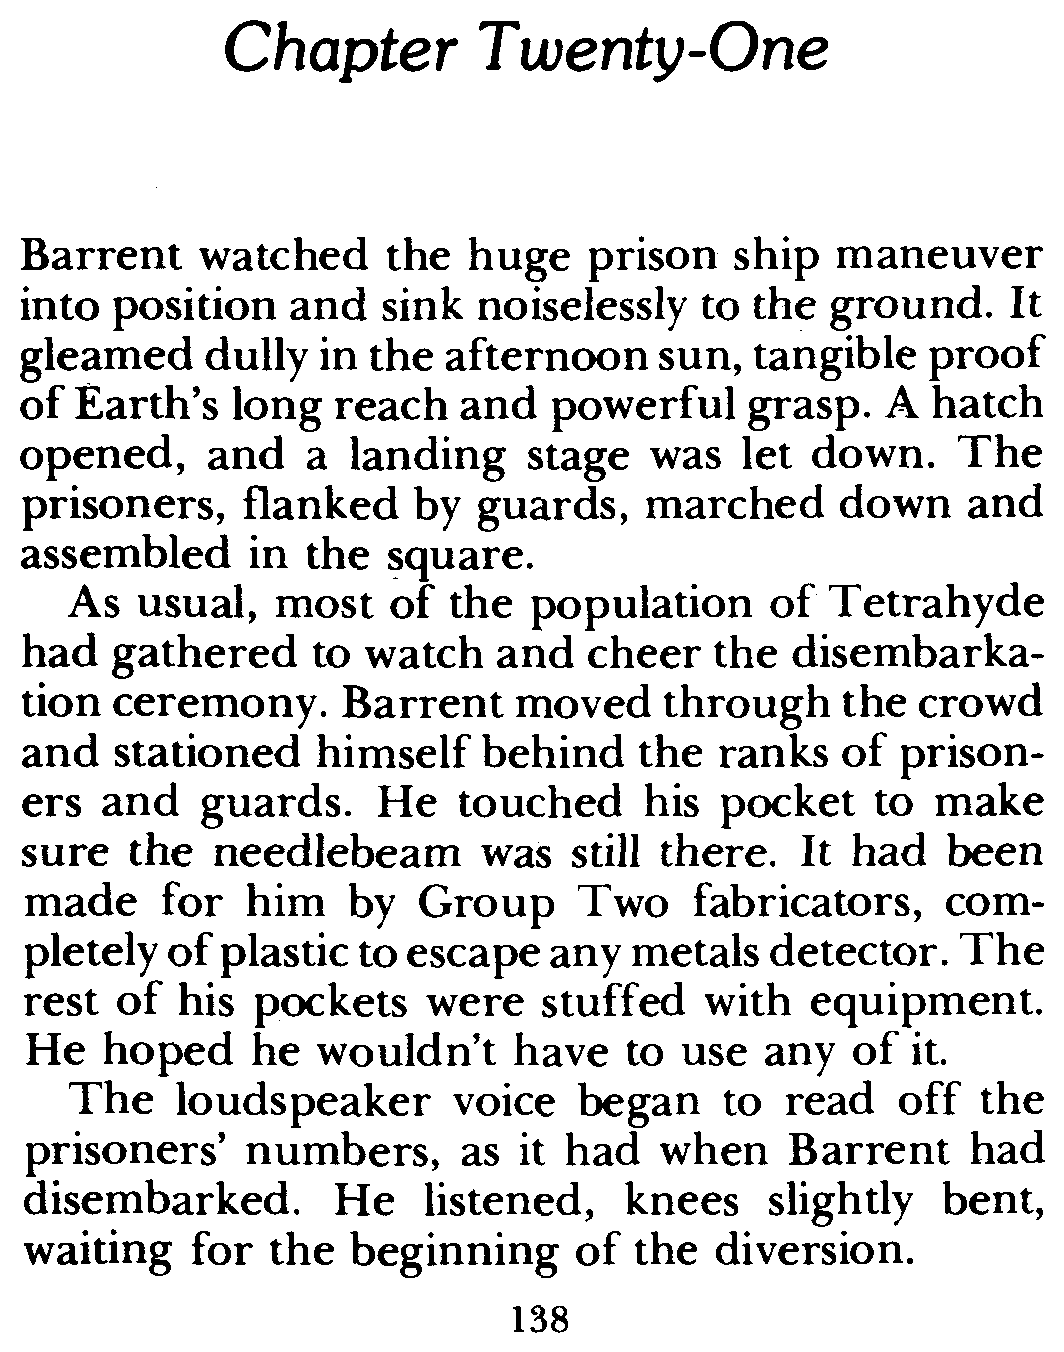 Chapter Twenty-One
Barrent watched the huge prison ship maneuver
into position and sink noiselessly to the ground. It
gleamed dully in the afternoon sun, tangible proof
of Earth's long reach and powerful grasp. A hatch
opened, and a landing stage was let down. The
prisoners, flanked by guards, marched down and
assembled in the square.
As usual, most of the population of Tetrahyde
had gathered to watch and cheer the disembarka-
tion ceremony. Barrent moved through the crowd
and stationed himself behind the ranks of prison-
ers and guards. He touched his pocket to make
sure the needlebeam was still there. It had been
made for him by Group Two fabricators, com-
pletely of plastic to escape any metals detector. The
rest of his pockets were stuffed with equipment.
He hoped he wouldn't have to use any of it.
The loudspeaker voice began to read off the
prisoners' numbers, as it had when Barrent had
disembarked. He listened, knees slightly bent,
waiting for the beginning of the diversion.
138